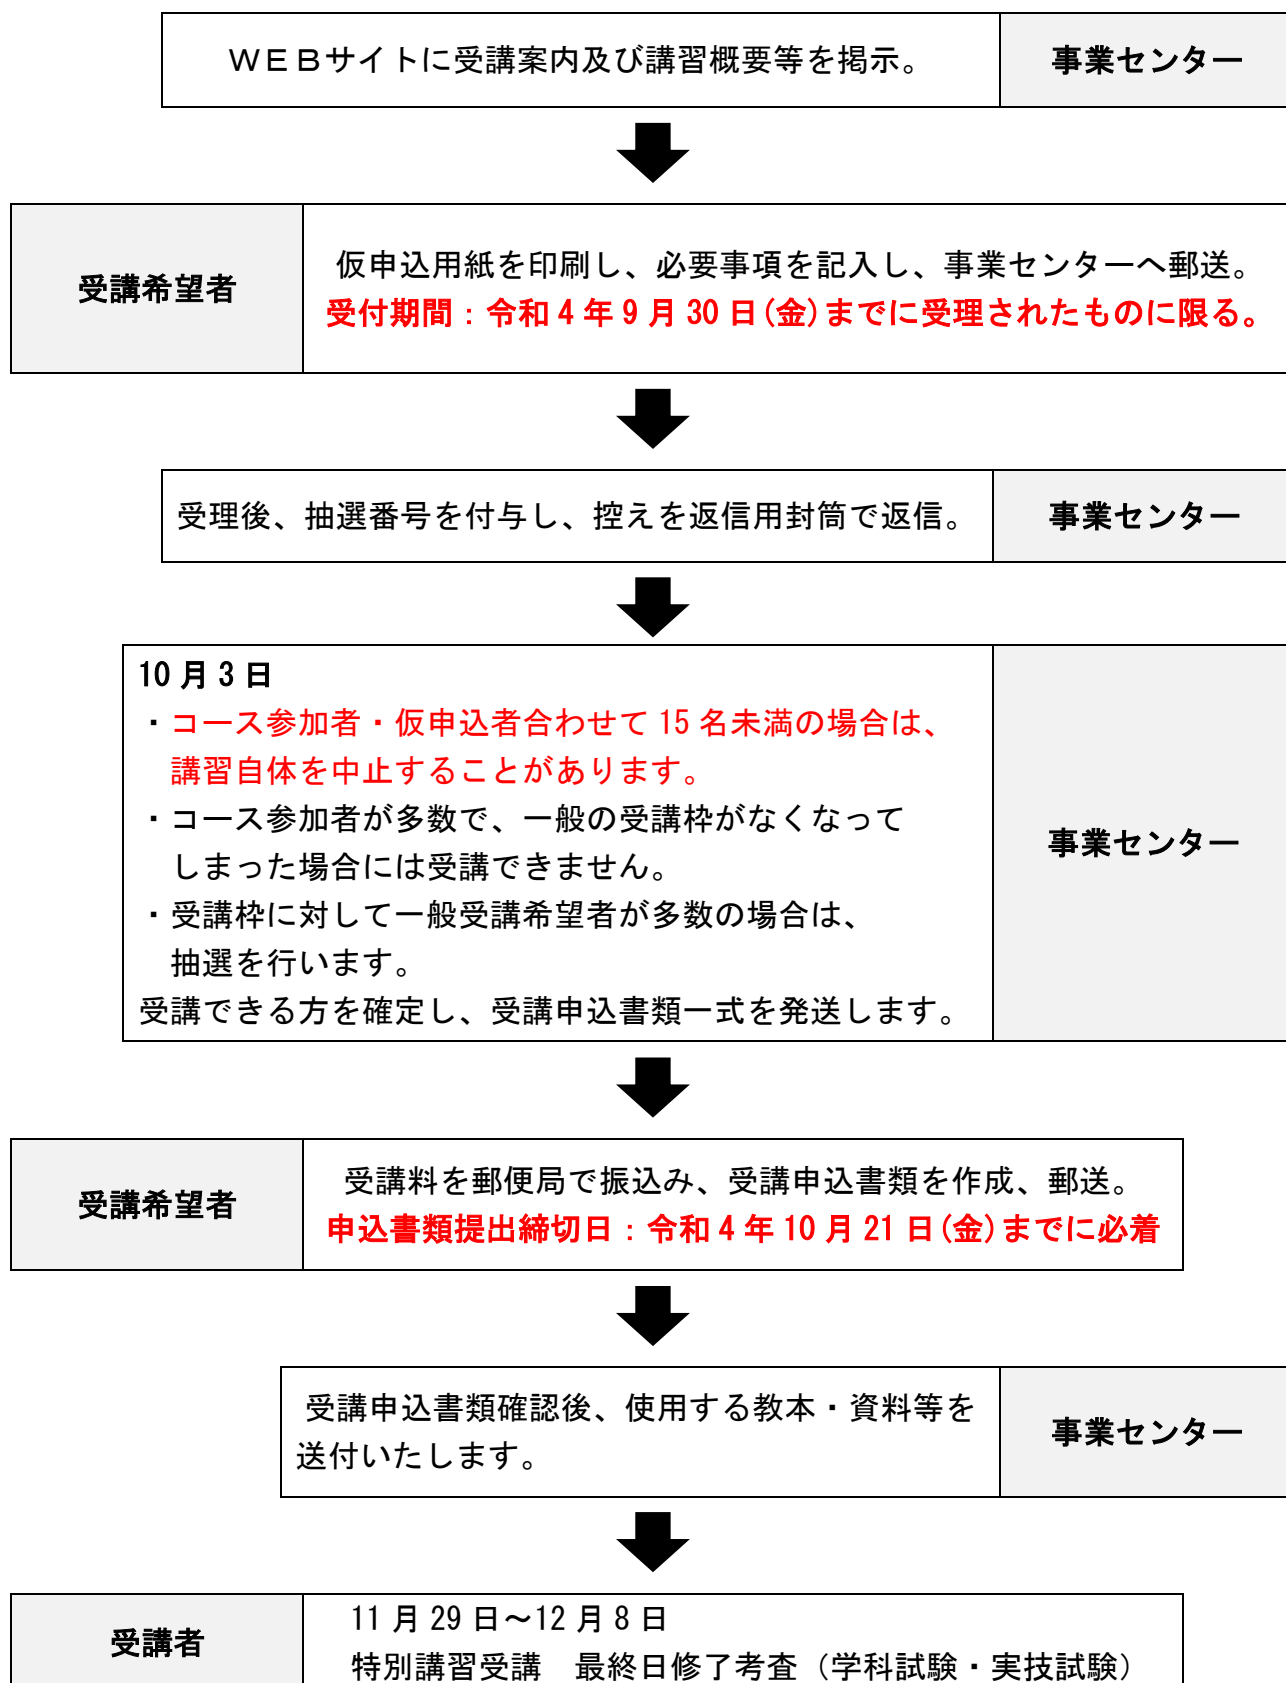 ＷＥＢサイトに受講案内及び講習概要等を掲示。
事業センター
受講希望者
仮申込用紙を印刷し、必要事項を記入し、事業センターへ郵送。
受付期間：令和４年９月 30 日(金)までに受理されたものに限る。
受理後、抽選番号を付与し、控えを返信用封筒で返信。
事業センター
10 月３日
・コース参加者・仮申込者合わせて 15 名未満の場合は、
講習自体を中止することがあります。
・コース参加者が多数で、一般の受講枠がなくなって
しまった場合には受講できません。
・受講枠に対して一般受講希望者が多数の場合は、
抽選を行います。
受講できる方を確定し、受講申込書類一式を発送します。
事業センター
受講希望者
受講料を郵便局で振込み、受講申込書類を作成、郵送。
申込書類提出締切日：令和４年 10 月 21 日(金)までに必着
受講申込書類確認後、使用する教本・資料等を
送付いたします。
事業センター
受講者
11 月 29 日～12 月８日
特別講習受講　最終日修了考査（学科試験・実技試験）